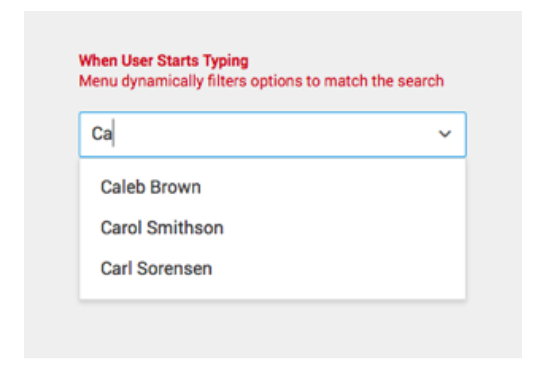 When User Starts Typing
Menu dynamically filters options to match the search
Ca
Caleb Brown
Carol Smithson
Carl Sorensen